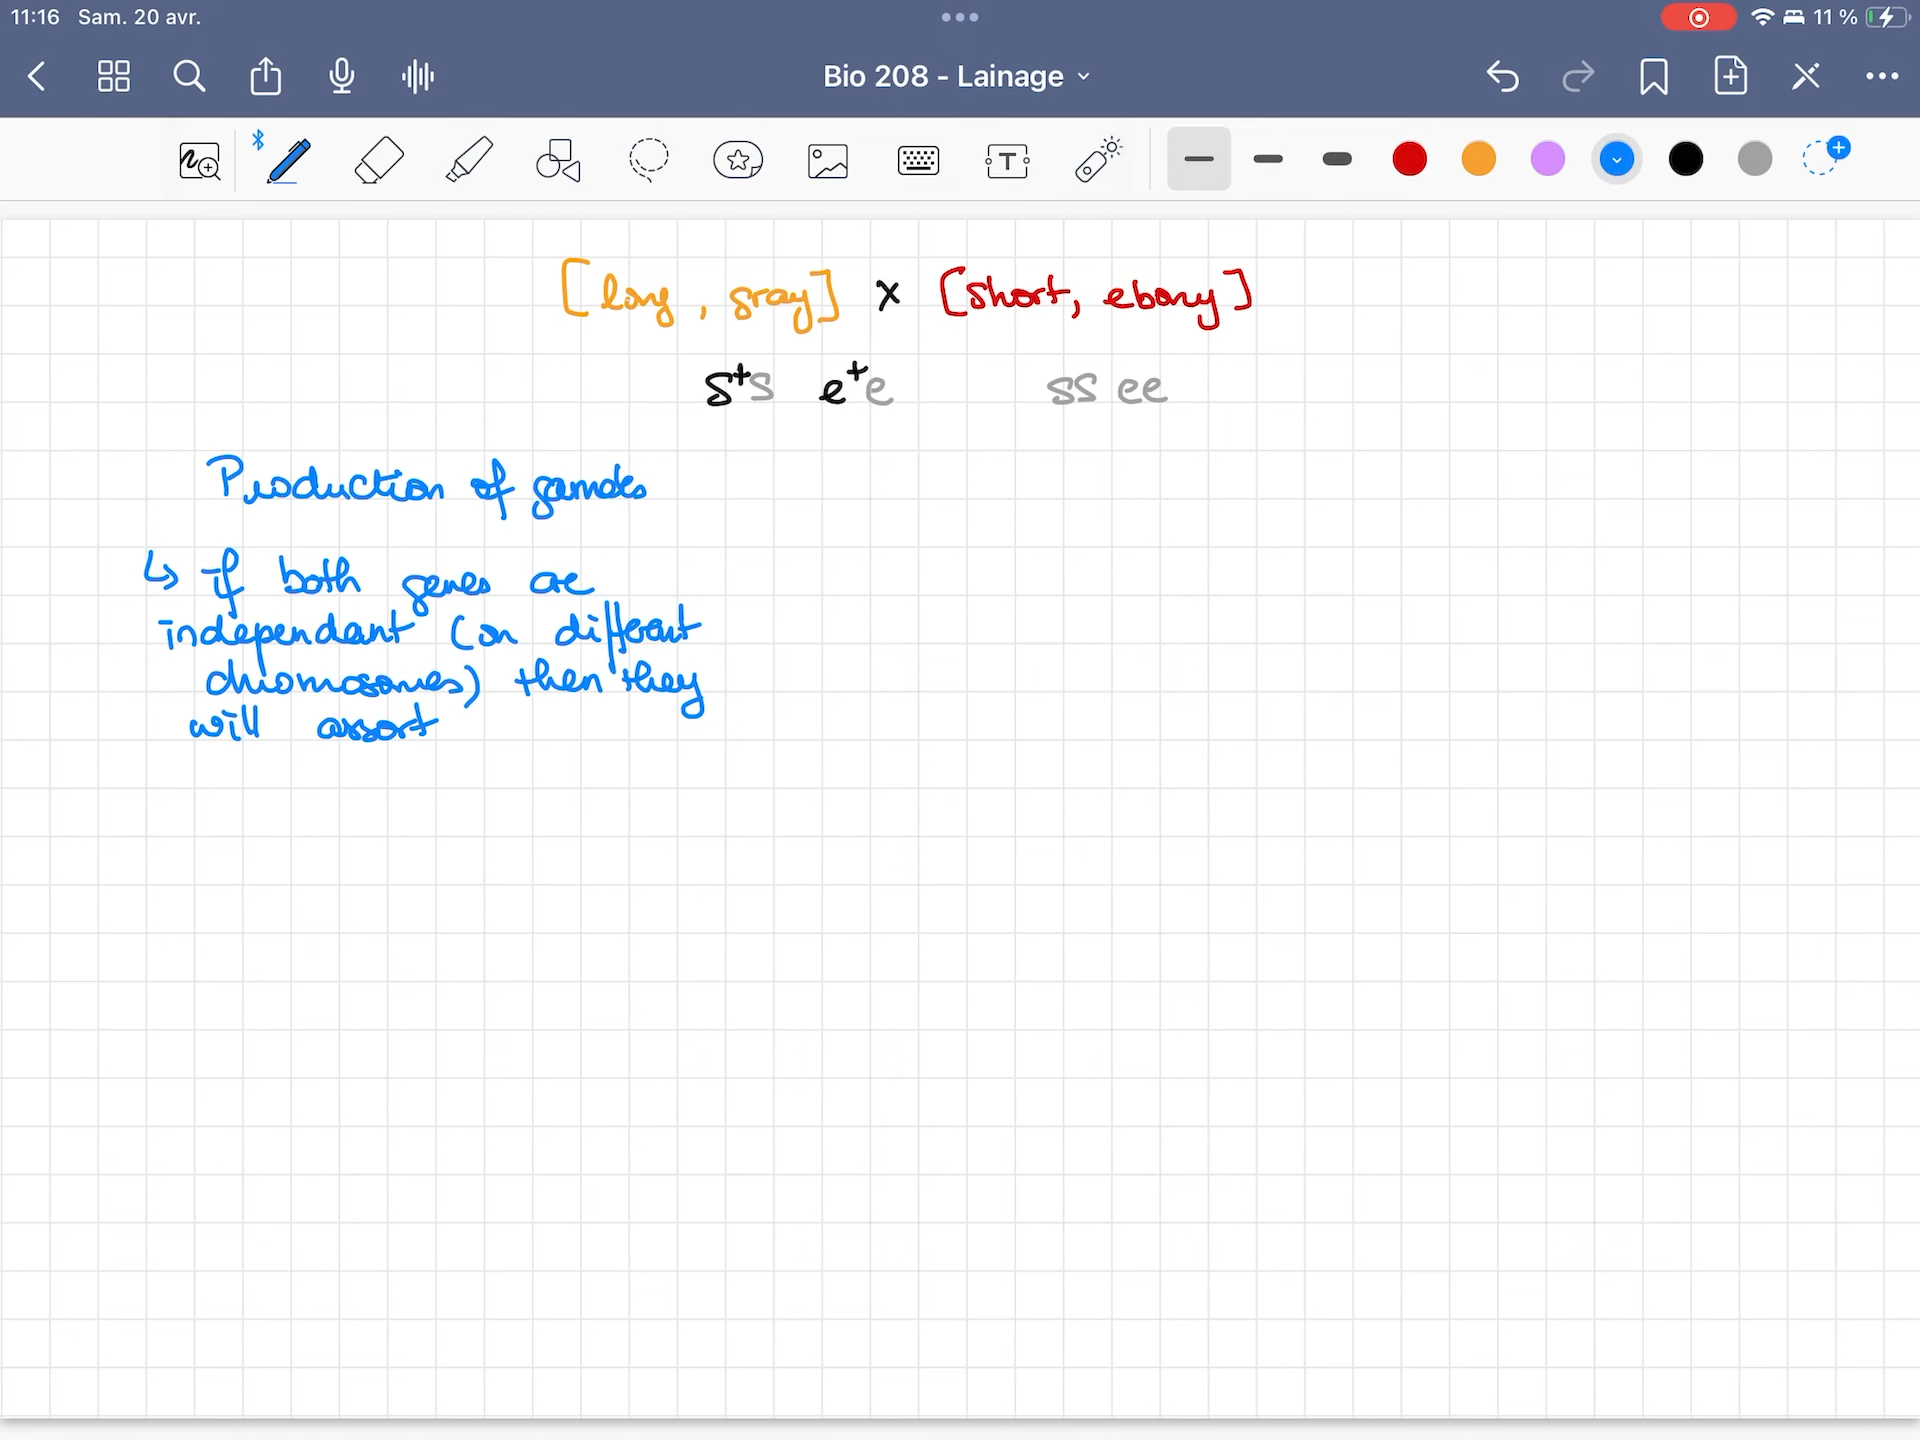 11:16 Sam. 20 avr.
11 %
Bio 208 - Lainage
[long, gray] x [short, ebony]
s⁺s e⁺e ss ee
Production of gametes
↳ if both genes are
independent (on different
chromosomes) then they
will assort